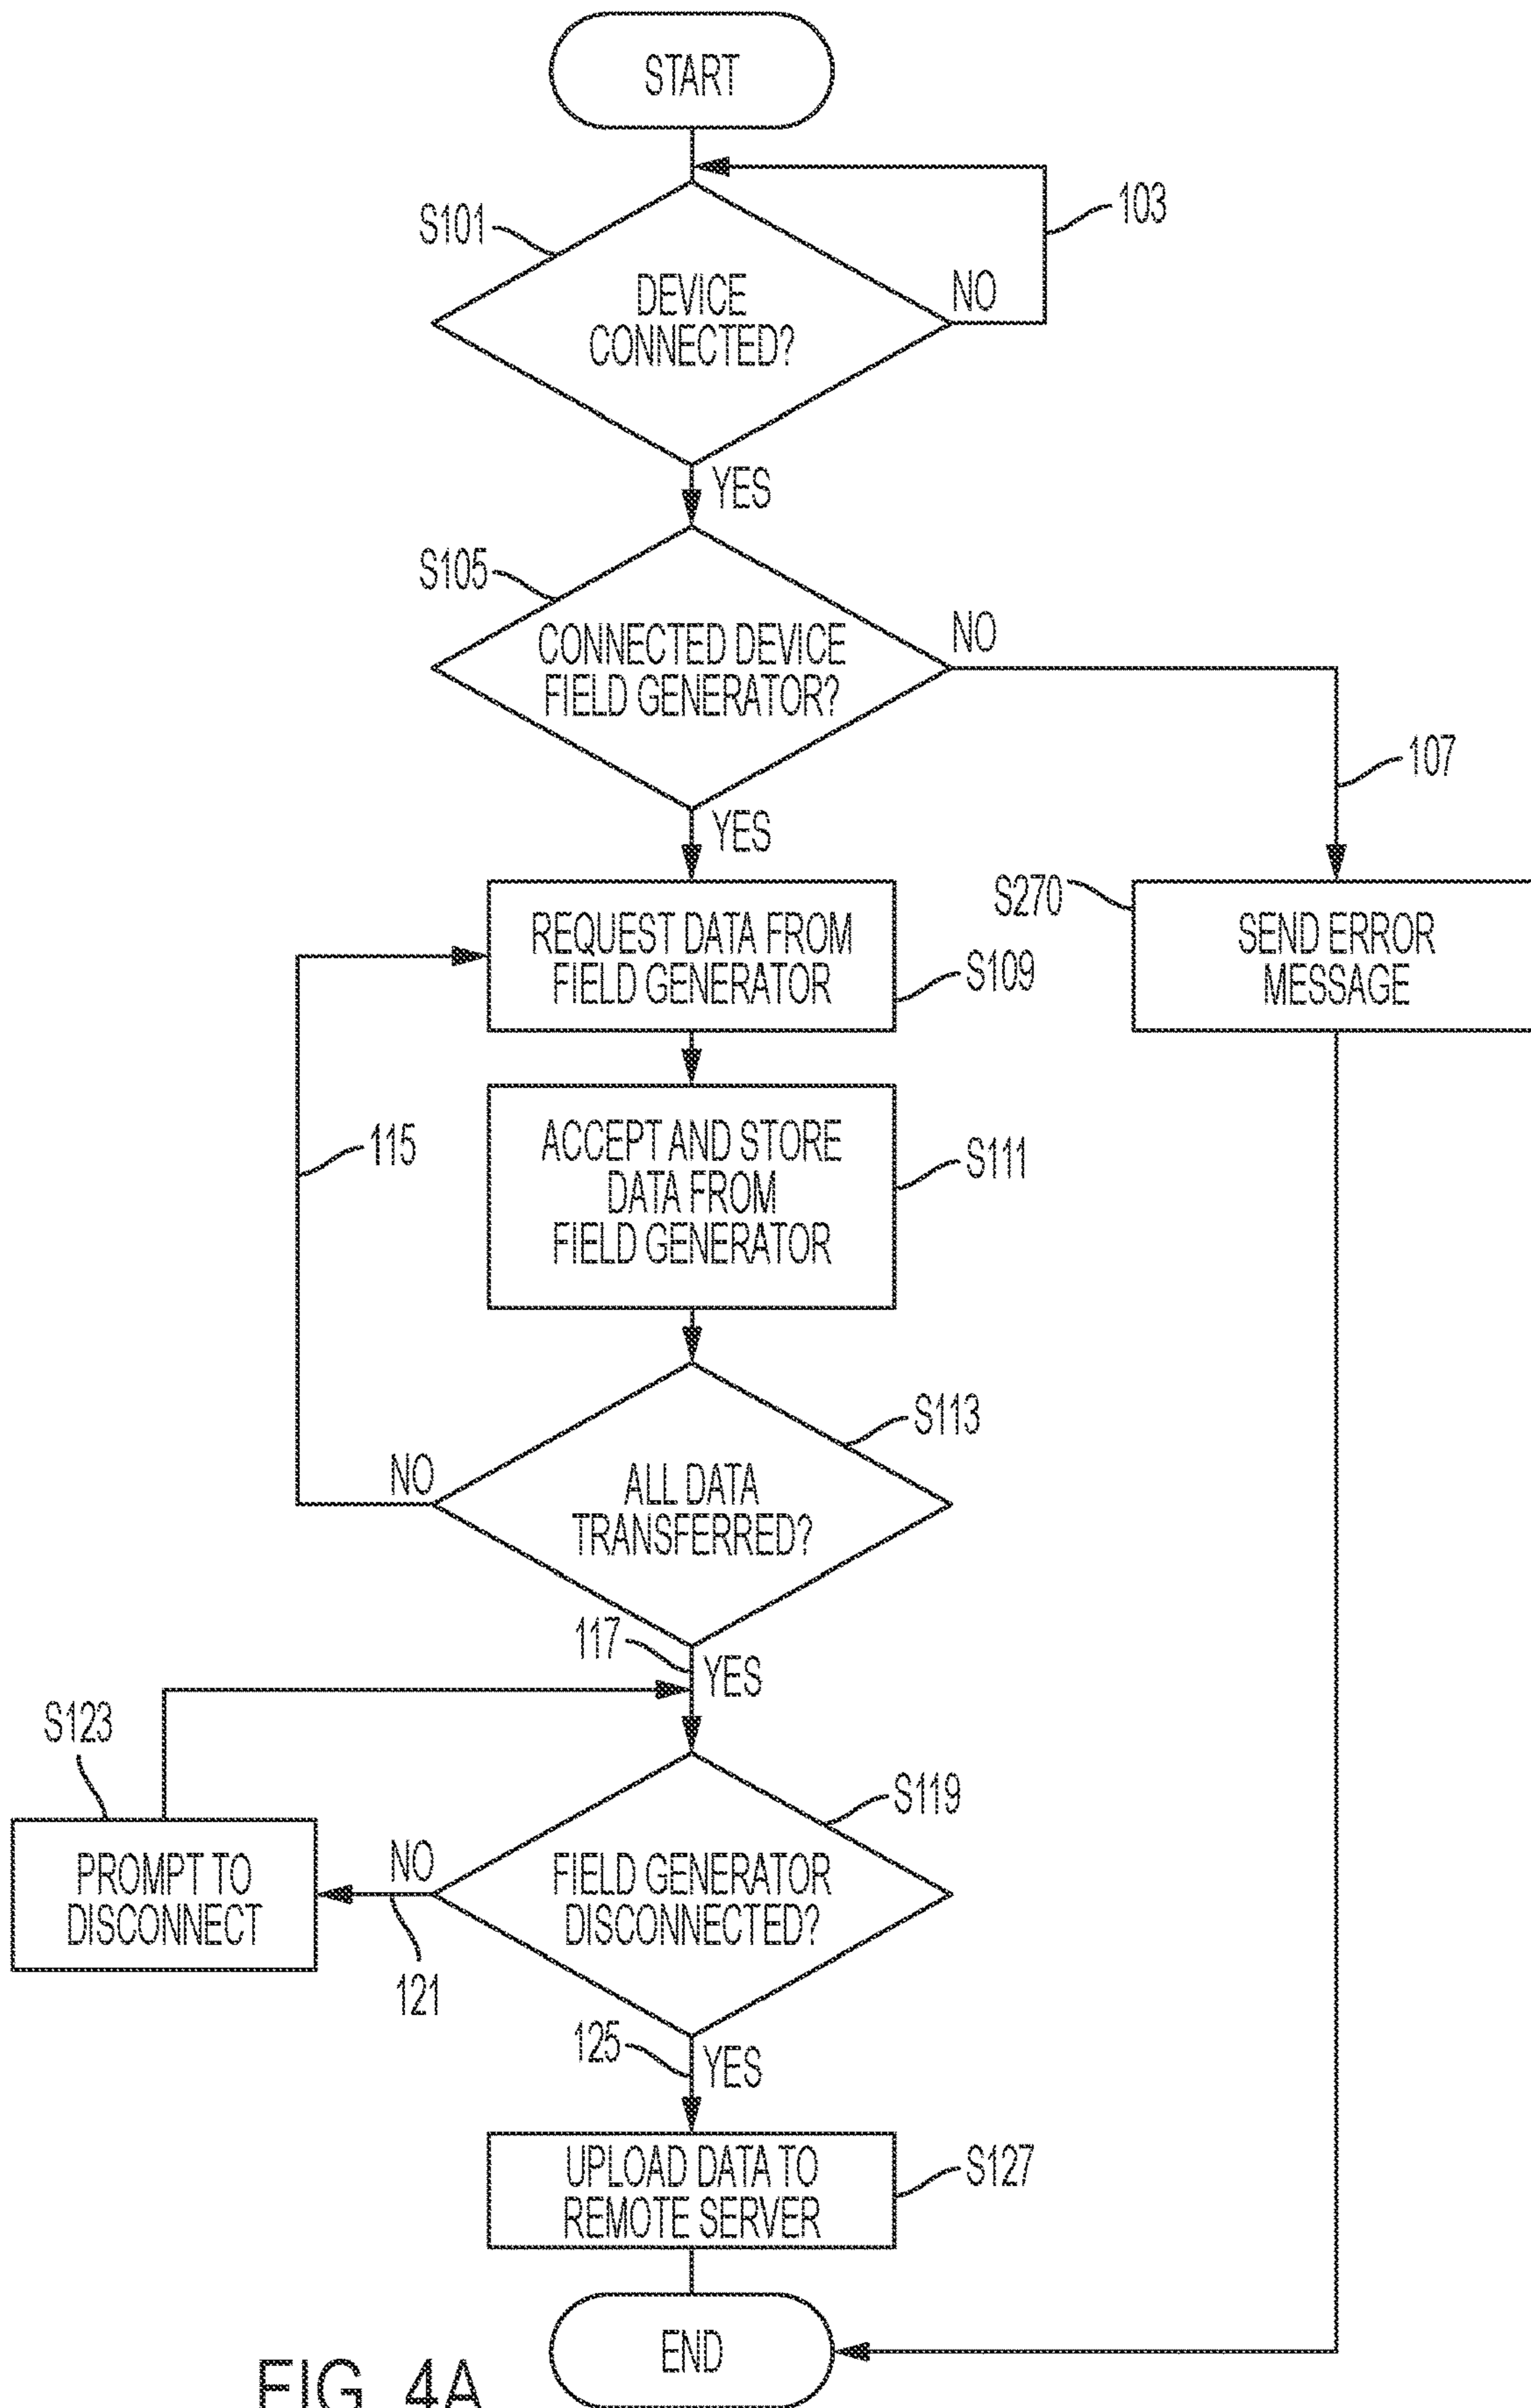 START
103
S101
DEVICE
CONNECTED?
NO
YES
S105
CONNECTED DEVICE
FIELD GENERATOR?
NO
107
YES
REQUEST DATA FROM
FIELD GENERATOR
S109
S270
SEND ERROR
MESSAGE
115
ACCEPT AND STORE
DATA FROM
FIELD GENERATOR
S111
S113
NO
ALL DATA
TRANSFERRED?
117
YES
S123
PROMPT TO
DISCONNECT
NO
121
S119
FIELD GENERATOR
DISCONNECTED?
125
YES
UPLOAD DATA TO
REMOTE SERVER
S127
END
FIG. 4A